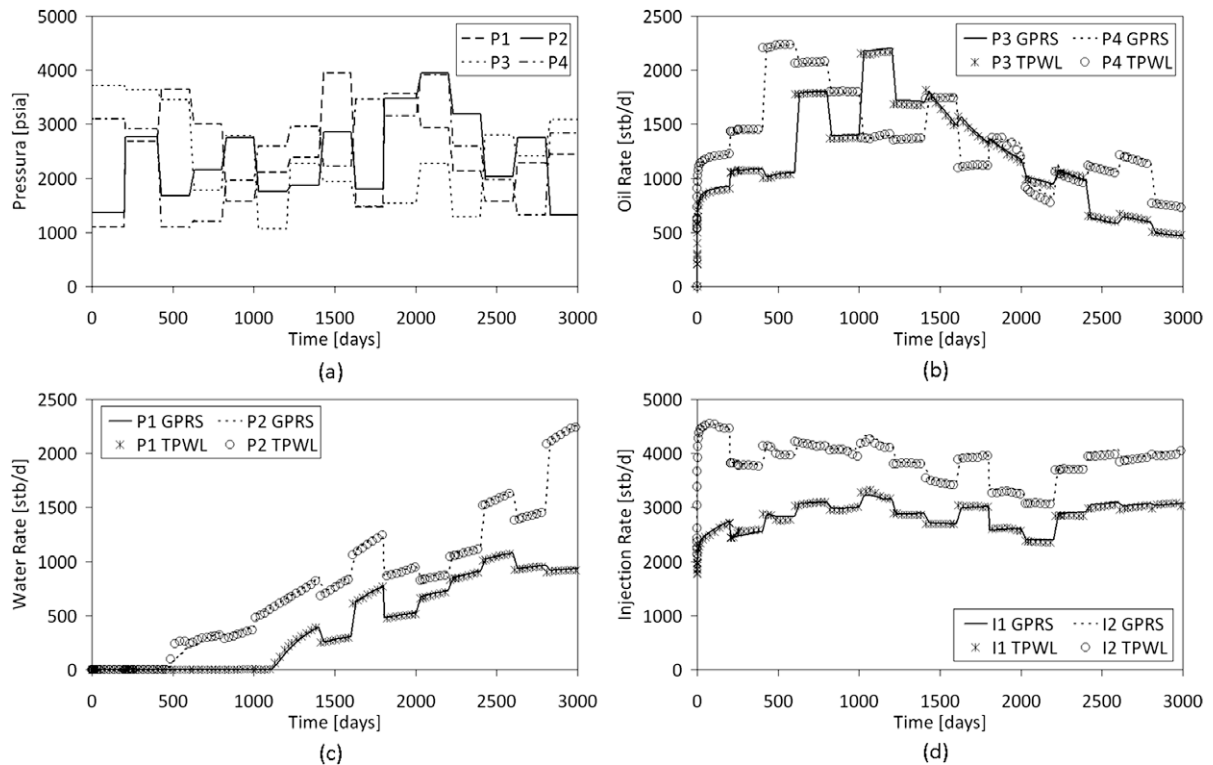 5000
4000
3000
2000
1000
0
Pressura [psia]
P1 P2
P3 P4
0 500 1000 1500 2000 2500 3000
Time [days]
(a)
2500
2000
1500
1000
500
0
Oil Rate [stb/d]
P3 GPRS P4 GPRS
P3 TPWL P4 TPWL
0 500 1000 1500 2000 2500 3000
Time [days]
(b)
2500
2000
1500
1000
500
0
Water Rate [stb/d]
P1 GPRS P2 GPRS
P1 TPWL P2 TPWL
0 500 1000 1500 2000 2500 3000
Time [days]
(c)
5000
4000
3000
2000
1000
0
Injection Rate [stb/d]
I1 GPRS I2 GPRS
I1 TPWL I2 TPWL
0 500 1000 1500 2000 2500 3000
Time [days]
(d)